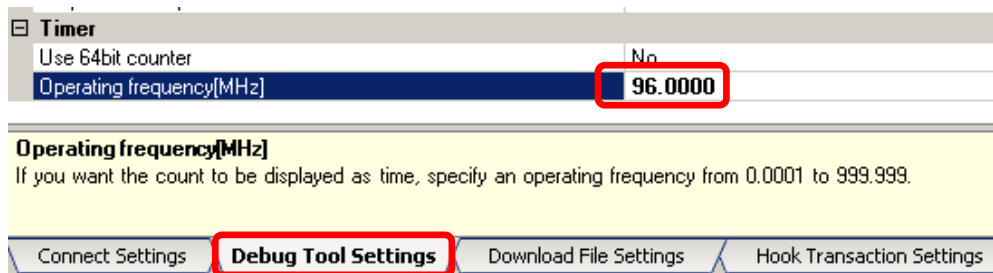 Timer
Use 64bit counter No
Operating frequency[MHz] 96.0000
Operating frequency[MHz]
If you want the count to be displayed as time, specify an operating frequency from 0.0001 to 999.999.
Connect Settings Debug Tool Settings Download File Settings Hook Transaction Settings